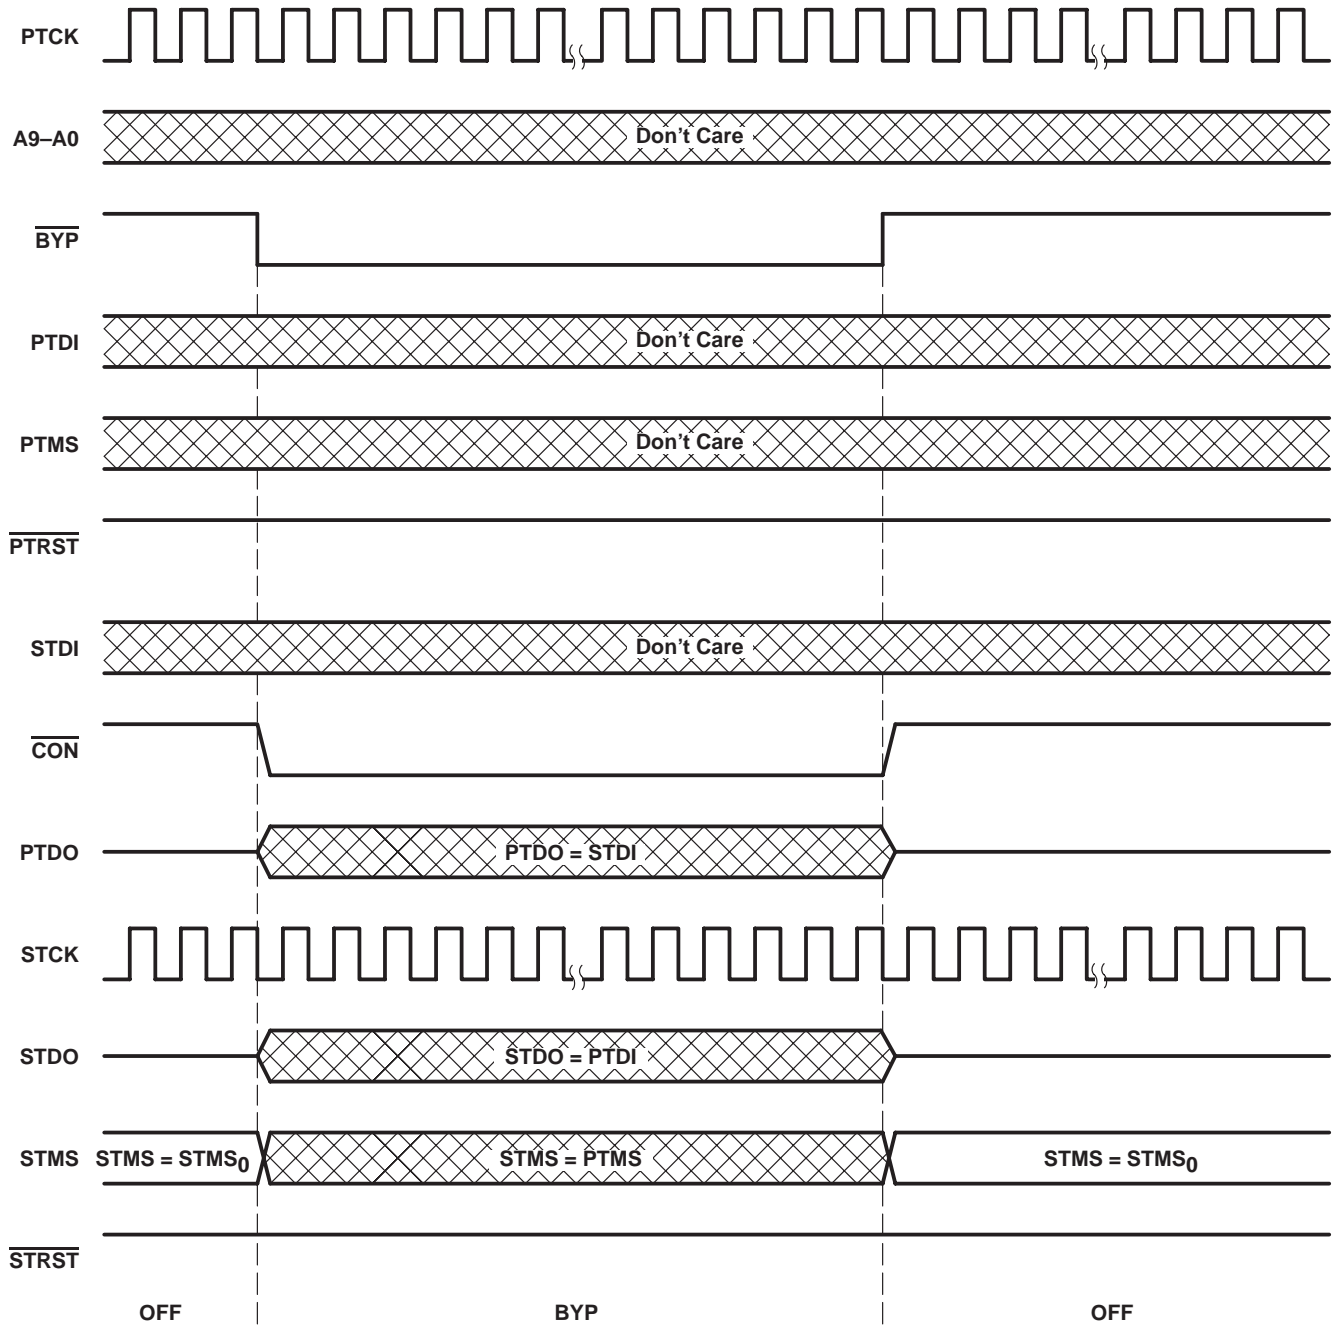 PTCK
A9–A0 Don't Care
BYP
PTDI Don't Care
PTMS Don't Care
PTRST
STDI Don't Care
CON
PTDO PTDO = STDI
STCK
STDO STDO = PTDI
STMS STMS = STMS0 STMS = PTMS STMS = STMS0
STRST
OFF BYP OFF